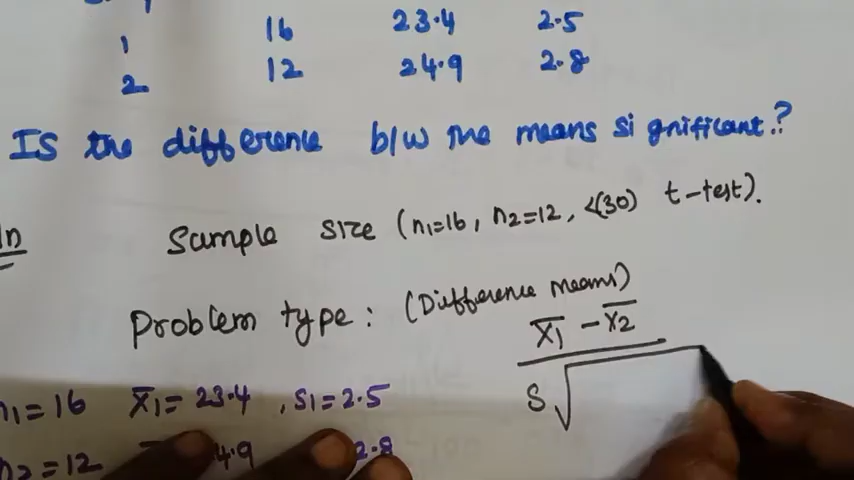 1 16 23.4 2.5
2 12 24.9 2.8
Is the difference b/w the means significant.?
Sample size (n1=16, n2=12, <(30) t-test).
Problem type: (Difference means)
X̄1 - X̄2
S√
n1=16 X̄1= 23.4 , S1=2.5
n2=12 4.9 2.8